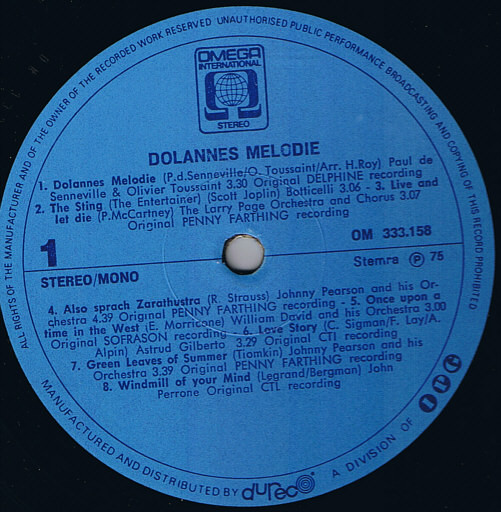 ALL RIGHTS OF THE MANUFACTURER AND OF THE OWNER OF THE RECORDED WORK RESERVED UNAUTHORISED PUBLIC PERFORMANCE BROADCASTING AND COPYING OF THIS RECORD PROHIBITED
OMEGA
INTERNATIONAL
STEREO
DOLANNES MELODIE
1. Dolannes Melodie (P.d.Senneville/O. Toussaint/Arr. H.Roy) Paul de
Senneville & Olivier Toussaint 3.30 Original DELPHINE recording
2. The Sting (The Entertainer) (Scott Joplin) Botticelli 3.06 - 3. Live and
let die (P.McCartney) The Larry Page Orchestra and Chorus 3.07
Original PENNY FARTHING recording
1
OM 333.158
STEREO/MONO
Stemra Ⓟ 75
4. Also sprach Zarathustra (R. Strauss) Johnny Pearson and his Or-
chestra 4.39 Original PENNY FARTHING recording - 5. Once upon a
time in the West (E. Morricone) William David and his Orchestra 3.00
Original SOFRASON recording - 6. Love Story (C. Sigman/F. Lay/A.
Alpin) Astrud Gilberto 3.29 Original CTI recording
7. Green Leaves of Summer (Tiomkin) Johnny Pearson and his
Orchestra 3.39 Original PENNY FARTHING recording
8. Windmill of your Mind (Legrand/Bergman) John
Perrone Original CTL recording
MANUFACTURED AND DISTRIBUTED BY dureco A DIVISION OF